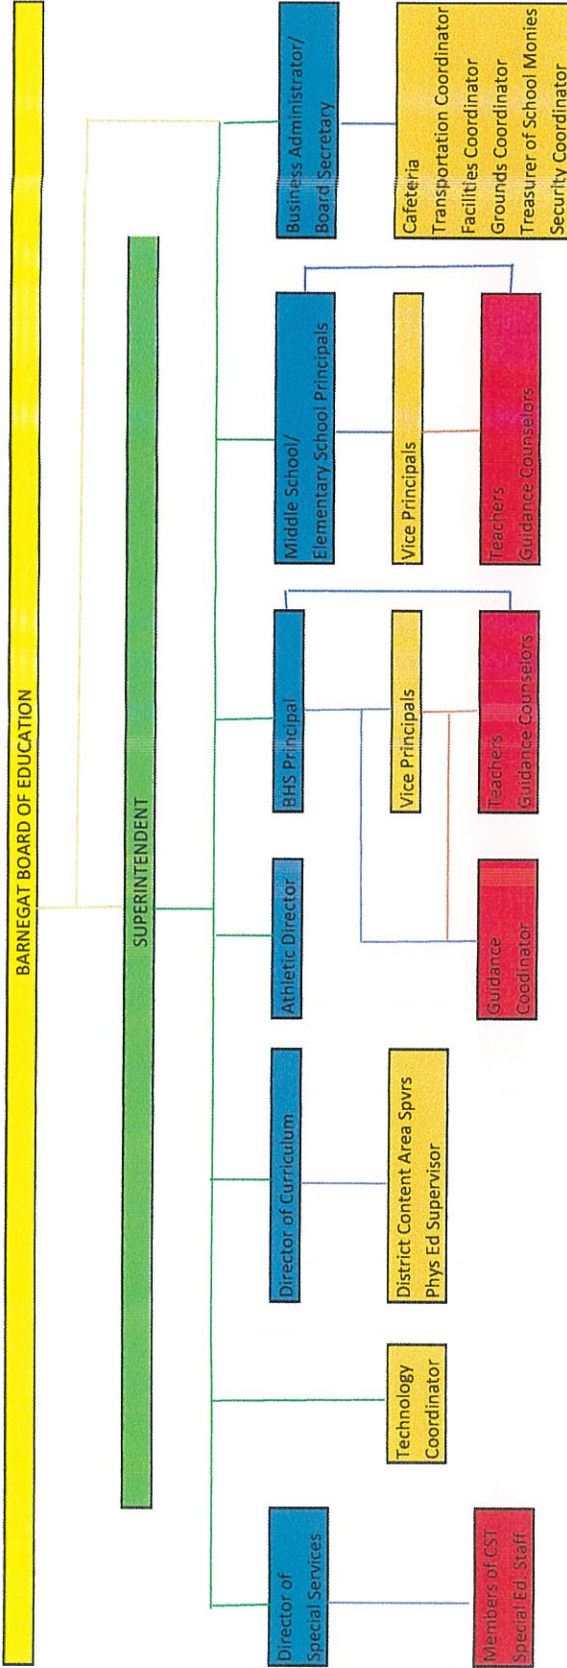 BARNEGAT BOARD OF EDUCATION
SUPERINTENDENT
Director of
Special Services
Director of Curriculum
Athletic Director
BHS Principal
Middle School/
Elementary School Principals
Business Administrator/
Board Secretary
Technology
Coordinator
District Content Area Spvrs
Phys Ed Supervisor
Vice Principals
Vice Principals
Cafeteria
Transportation Coordinator
Facilities Coordinator
Grounds Coordinator
Treasurer of School Monies
Security Coordinator
Members of CST
Special Ed. Staff
Guidance
Coodinator
Teachers
Guidance Counselors
Teachers
Guidance Counselors